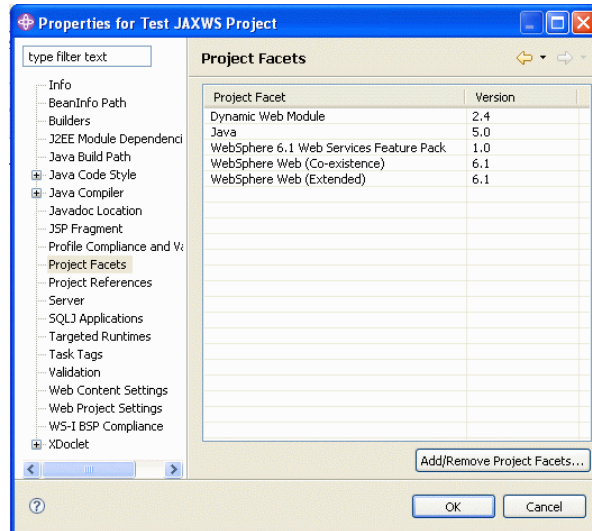 Properties for Test JAXWS Project
type filter text
Info
BeanInfo Path
Builders
J2EE Module Dependenci
Java Build Path
Java Code Style
Java Compiler
Javadoc Location
JSP Fragment
Profile Compliance and Va
Project Facets
Project References
Server
SQLJ Applications
Targeted Runtimes
Task Tags
Validation
Web Content Settings
Web Project Settings
WS-I BSP Compliance
XDoclet
Project Facets
Project Facet Version
Dynamic Web Module 2.4
Java 5.0
WebSphere 6.1 Web Services Feature Pack 1.0
WebSphere Web (Co-existence) 6.1
WebSphere Web (Extended) 6.1
Add/Remove Project Facets...
OK Cancel